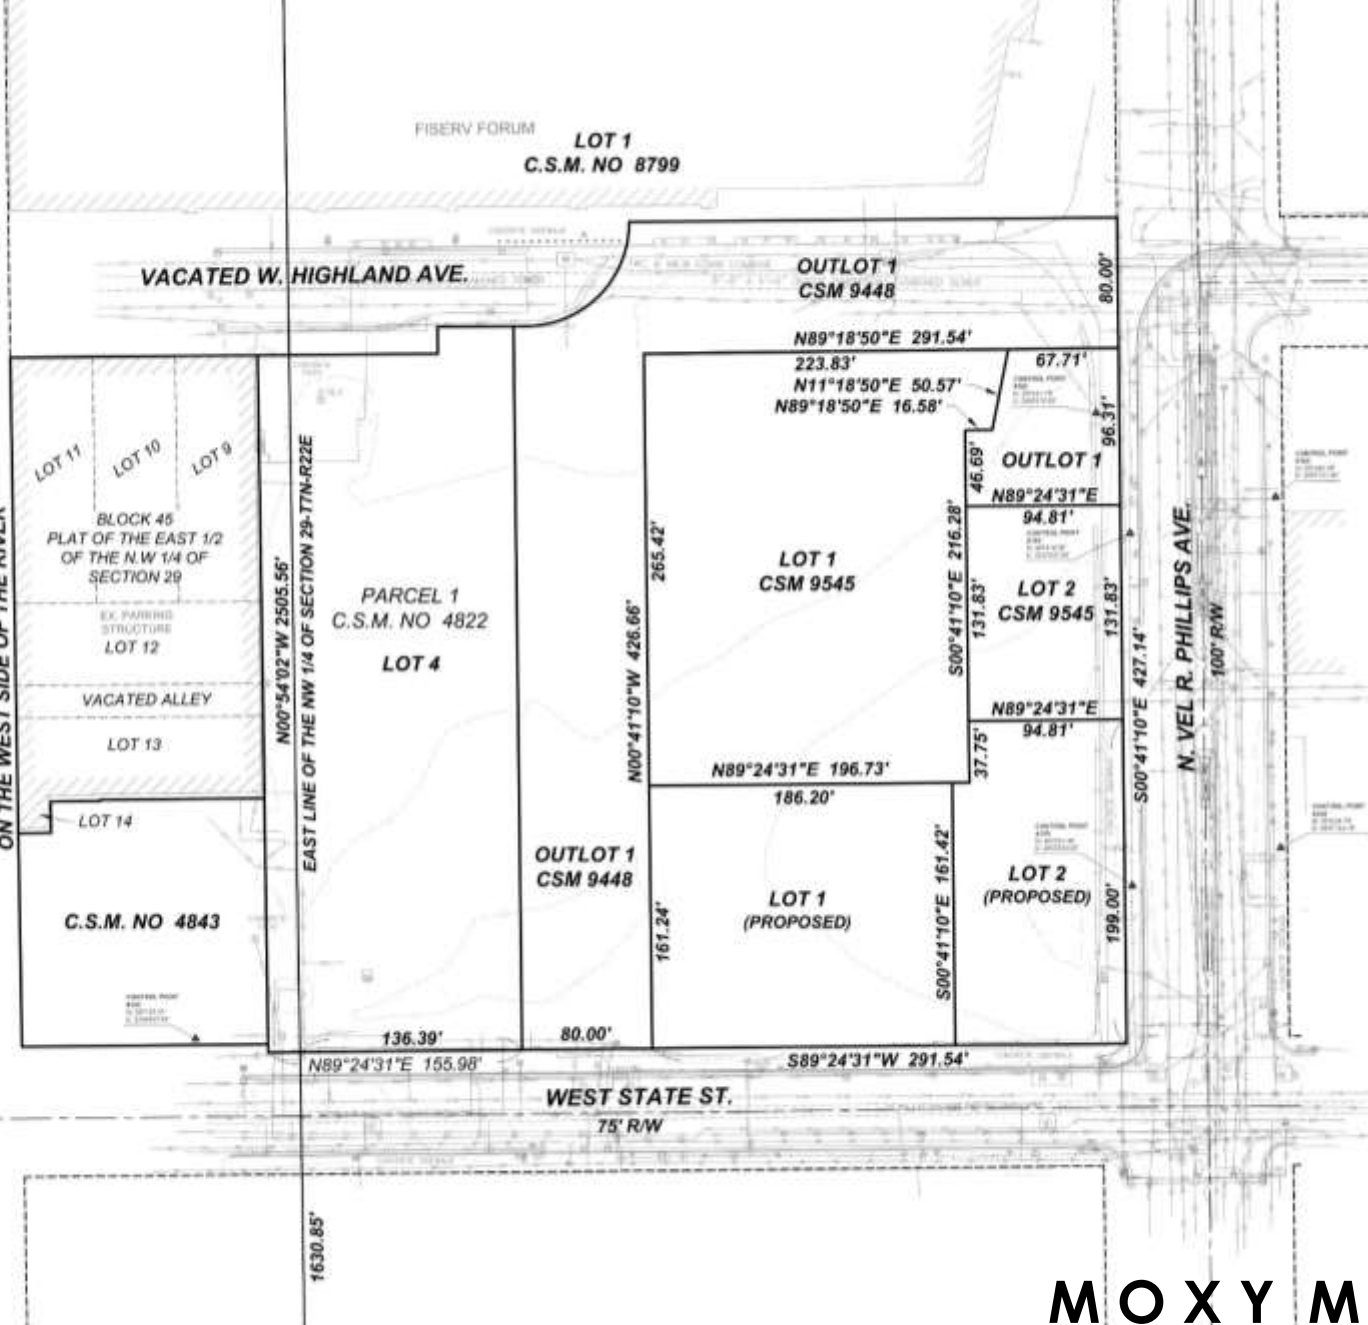 FISERV FORUM
LOT 1
C.S.M. NO 8799
VACATED W. HIGHLAND AVE.
OUTLOT 1
CSM 9448
80.00'
N89°18'50"E 291.54'
223.83'
67.71'
N11°18'50"E 50.57'
N89°18'50"E 16.58'
96.31'
46.69'
OUTLOT 1
N89°24'31"E
94.81'
LOT 11
LOT 10
LOT 9
BLOCK 45
PLAT OF THE EAST 1/2
OF THE N.W 1/4 OF
SECTION 29
EX. PARKING
STRUCTURE
LOT 12
VACATED ALLEY
LOT 13
LOT 14
C.S.M. NO 4843
ON THE WEST SIDE OF THE RIVER
N00°54'02"W 2505.56'
EAST LINE OF THE NW 1/4 OF SECTION 29-T7N-R22E
PARCEL 1
C.S.M. NO 4822
LOT 4
N00°41'10"W 426.66'
265.42'
LOT 1
CSM 9545
S00°41'10"E 216.28'
131.83'
LOT 2
CSM 9545
131.83'
N89°24'31"E
94.81'
37.75'
N89°24'31"E 196.73'
186.20'
S00°41'10"E 427.14'
N. VEL R. PHILLIPS AVE.
100' R/W
OUTLOT 1
CSM 9448
161.24'
LOT 1
(PROPOSED)
S00°41'10"E 161.42'
LOT 2
(PROPOSED)
199.00'
136.39'
80.00'
N89°24'31"E 155.98'
S89°24'31"W 291.54'
WEST STATE ST.
75' R/W
1630.85'
MOXY M